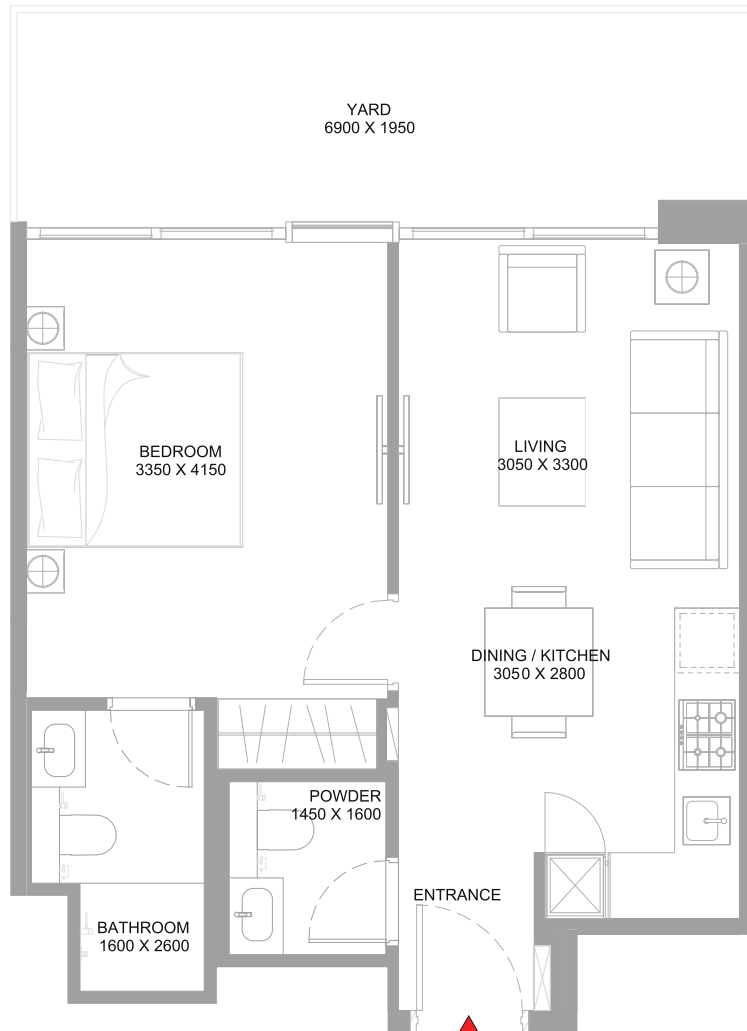 YARD
6900 X 1950
BEDROOM
3350 X 4150
LIVING
3050 X 3300
DINING / KITCHEN
3050 X 2800
POWDER
1450 X 1600
ENTRANCE
BATHROOM
1600 X 2600